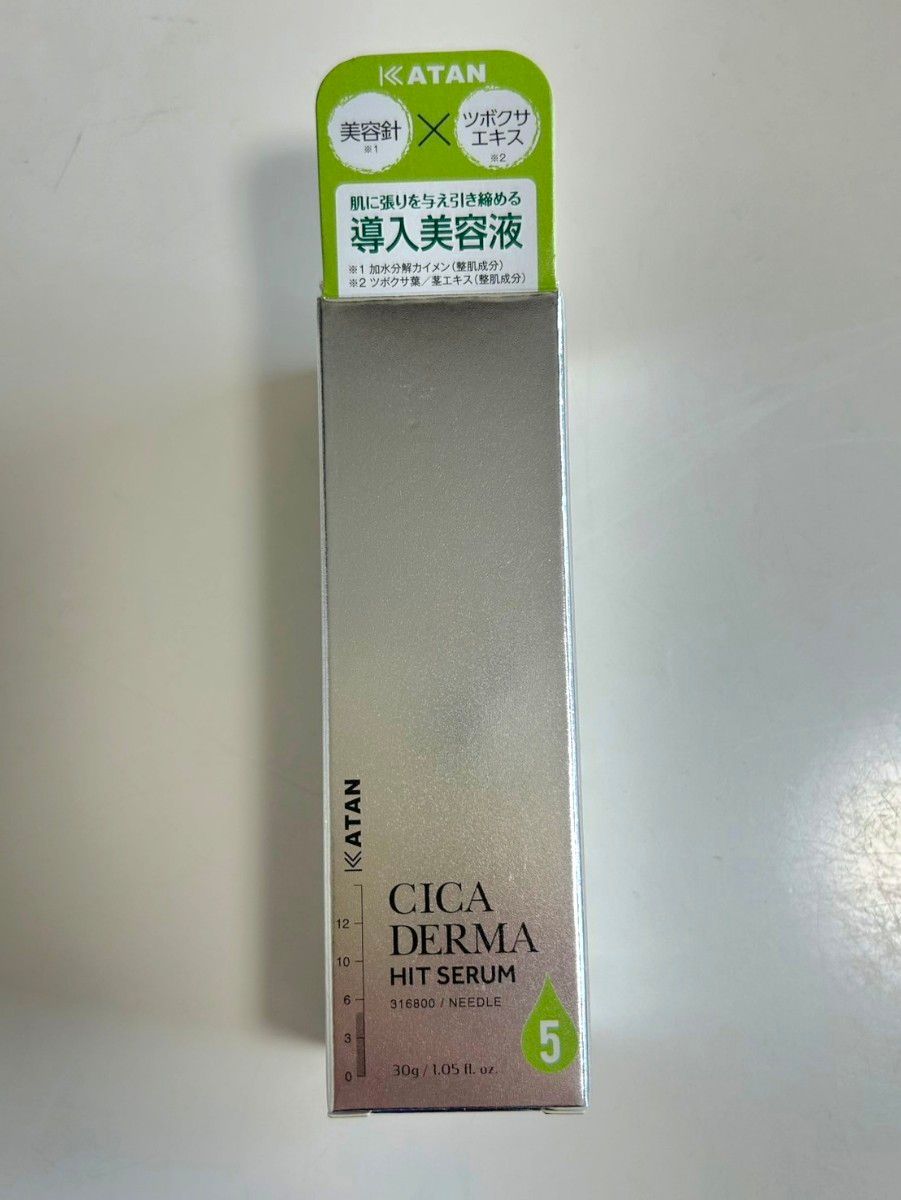 KATAN
美容針
※1
×
ツボクサ
エキス
※2
肌に張りを与え引き締める
導入美容液
※1 加水分解カイメン(整肌成分)
※2 ツボクサ葉/茎エキス(整肌成分)
KATAN
12
10
6
3
0
CICA
DERMA
HIT SERUM
316800 / NEEDLE
5
30g / 1.05 fl. oz.